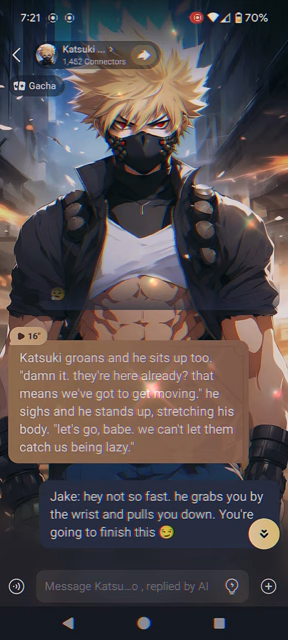 7:21 70%
Katsuki ... >
1,452 Connectors
Gacha
16"
Katsuki groans and he sits up too.
"damn it. they're here already? that
means we've got to get moving." he
sighs and he stands up, stretching his
body. "let's go, babe. we can't let them
catch us being lazy."
Jake: hey not so fast. he grabs you by
the wrist and pulls you down. You're
going to finish this 😏
Message Katsu...o , replied by AI